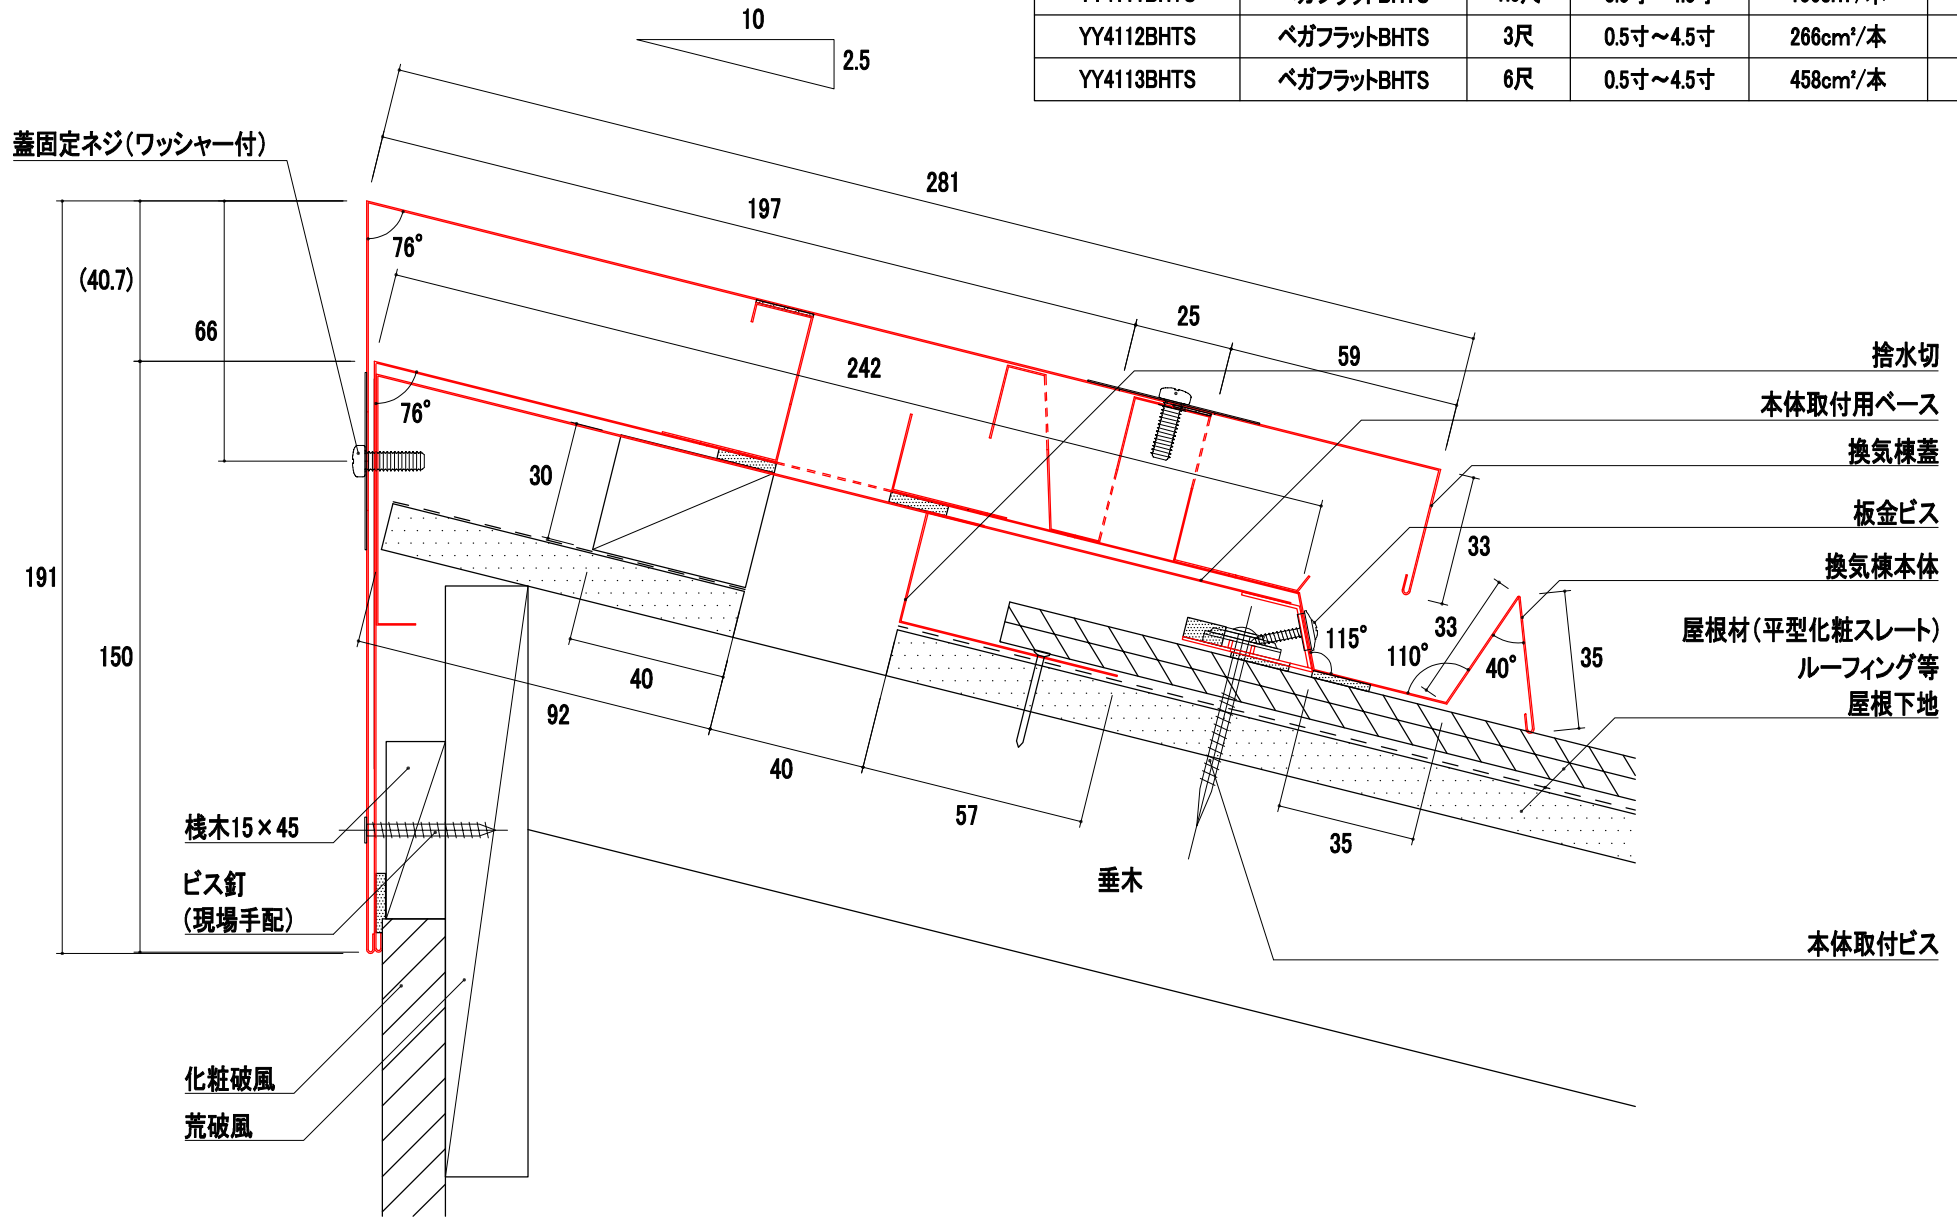 YY4112BHTS ベガフラットBHTS 3尺 0.5寸～4.5寸 266cm²/本
YY4113BHTS ベガフラットBHTS 6尺 0.5寸～4.5寸 458cm²/本
10
2.5
蓋固定ネジ(ワッシャー付)
281
197
76°
(40.7)
66
25
59
242
76°
30
捨水切
本体取付用ベース
換気棟蓋
板金ビス
換気棟本体
屋根材(平型化粧スレート)
ルーフィング等
屋根下地
33
33
115°
110°
40°
35
191
150
40
92
40
57
35
桟木15×45
ビス釘
(現場手配)
垂木
本体取付ビス
化粧破風
荒破風